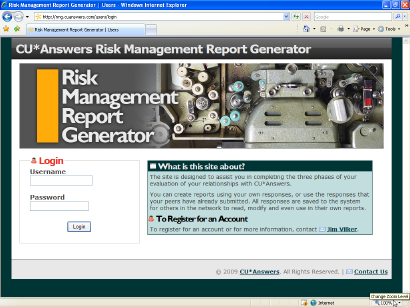 Risk Management Report Generator | Users - Windows Internet Explorer
http://rmg.cuanswers.com/users/login
Google
Risk Management Report Generator | Users
Page
Tools
CU*Answers Risk Management Report Generator
Risk
Management
Report
Generator
Login
Username
Password
Login
What is this site about?
The site is designed to assist you in completing the three phases of your
evaluation of your relationships with CU*Answers.
You can create reports using your own responses, or use the responses that
your peers have already submitted. All responses are saved to the system
for others in the network to read, modify and even use in their own reports.
To Register for an Account
To register for an account or for more information, contact Jim Vilker.
© 2009 CU*Answers. All Rights Reserved. | Contact Us
Change Zoom Level
Internet
100%